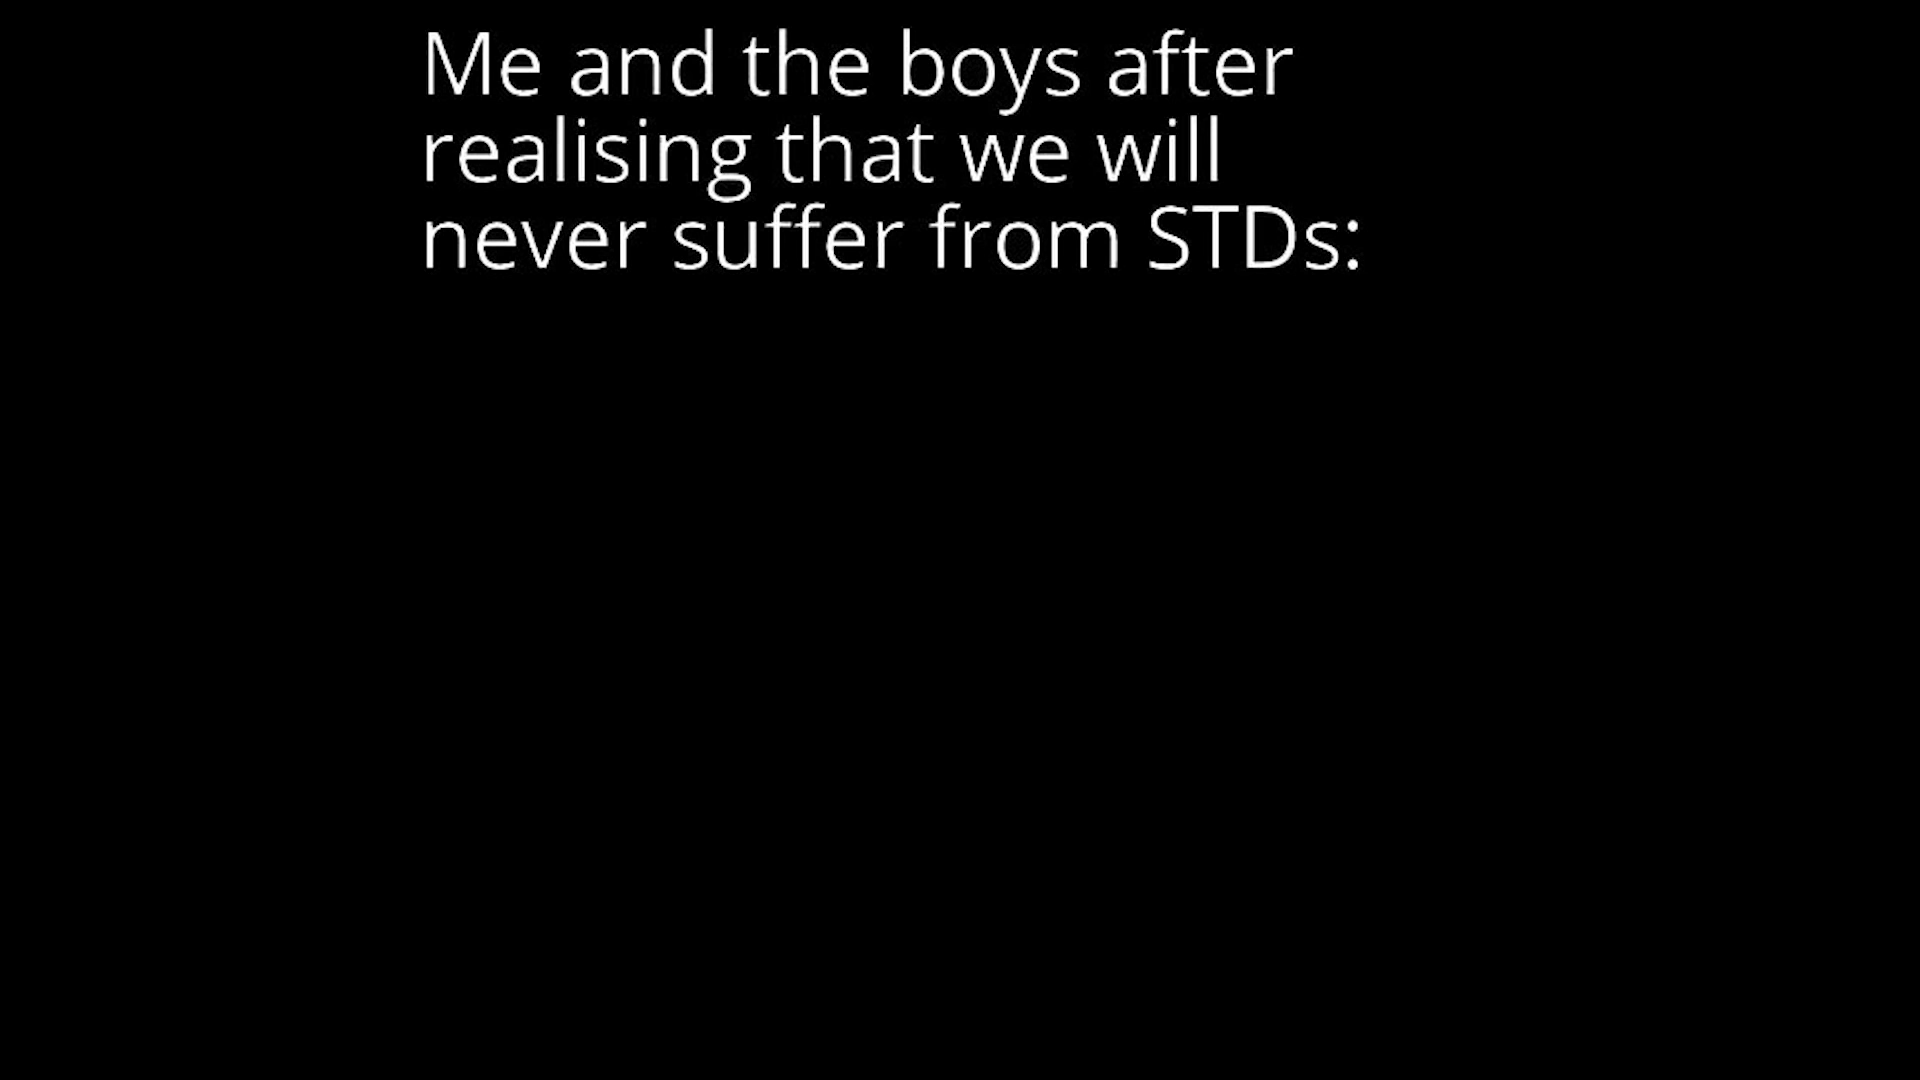 Me and the boys after
realising that we will
never suffer from STDs: